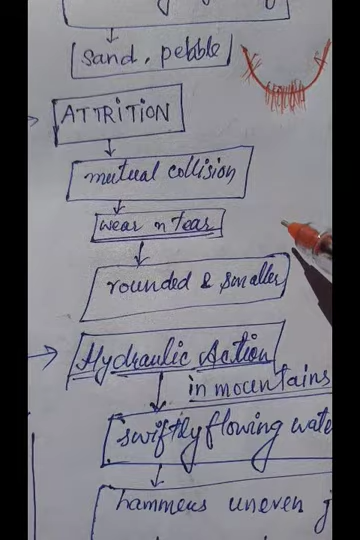 sand, pebble
ATTRITION
mutual collision
wear n tear
rounded & smaller
Hydraulic Action
in mountains
swiftly flowing wate
hammers uneven j